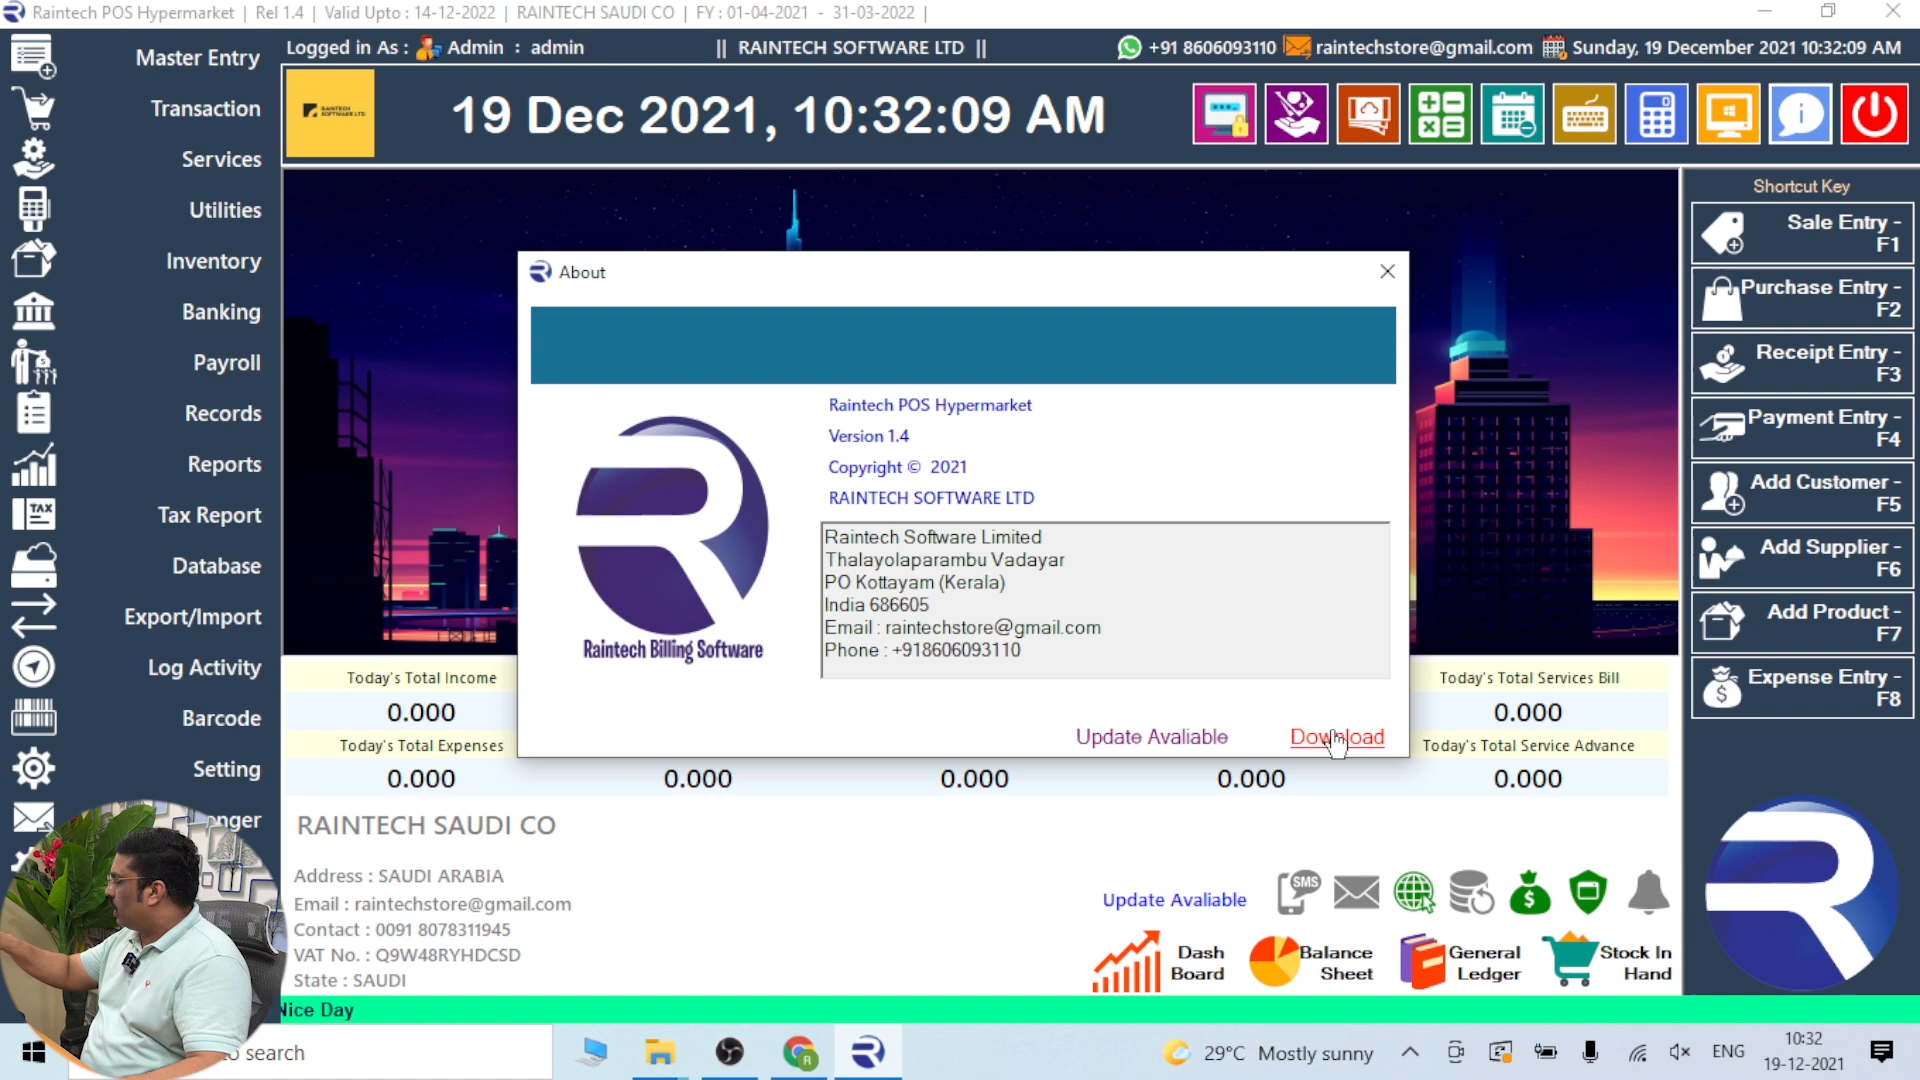 Raintech POS Hypermarket | Rel 1.4 | Valid Upto : 14-12-2022 | RAINTECH SAUDI CO | FY : 01-04-2021 - 31-03-2022 |
Logged in As : Admin : admin || RAINTECH SOFTWARE LTD || +91 8606093110 raintechstore@gmail.com Sunday, 19 December 2021 10:32:09 AM
RAINTECH
SOFTWARE LTD
19 Dec 2021, 10:32:09 AM
Master Entry
Transaction
Services
Utilities
Inventory
Banking
Payroll
Records
Reports
TAX
Tax Report
Database
Export/Import
Log Activity
Barcode
Setting
Shortcut Key
Sale Entry -
F1
Purchase Entry -
F2
Receipt Entry -
F3
Payment Entry -
F4
Add Customer -
F5
Add Supplier -
F6
Add Product -
F7
Expense Entry -
F8
About
Raintech POS Hypermarket
Version 1.4
Copyright © 2021
RAINTECH SOFTWARE LTD
Raintech Software Limited
Thalayolaparambu Vadayar
PO Kottayam (Kerala)
India 686605
Email : raintechstore@gmail.com
Phone : +918606093110
Raintech Billing Software
Update Avaliable Download
Today's Total Income Today's Total Services Bill
0.000 0.000
Today's Total Expenses Today's Total Service Advance
0.000 0.000 0.000 0.000 0.000
RAINTECH SAUDI CO
Address : SAUDI ARABIA
Email : raintechstore@gmail.com
Contact : 0091 8078311945
VAT No. : Q9W48RYHDCSD
State : SAUDI
Update Avaliable
SMS
Dash
Board
Balance
Sheet
General
Ledger
Stock In
Hand
Nice Day
to search
29°C Mostly sunny ENG 10:32
19-12-2021